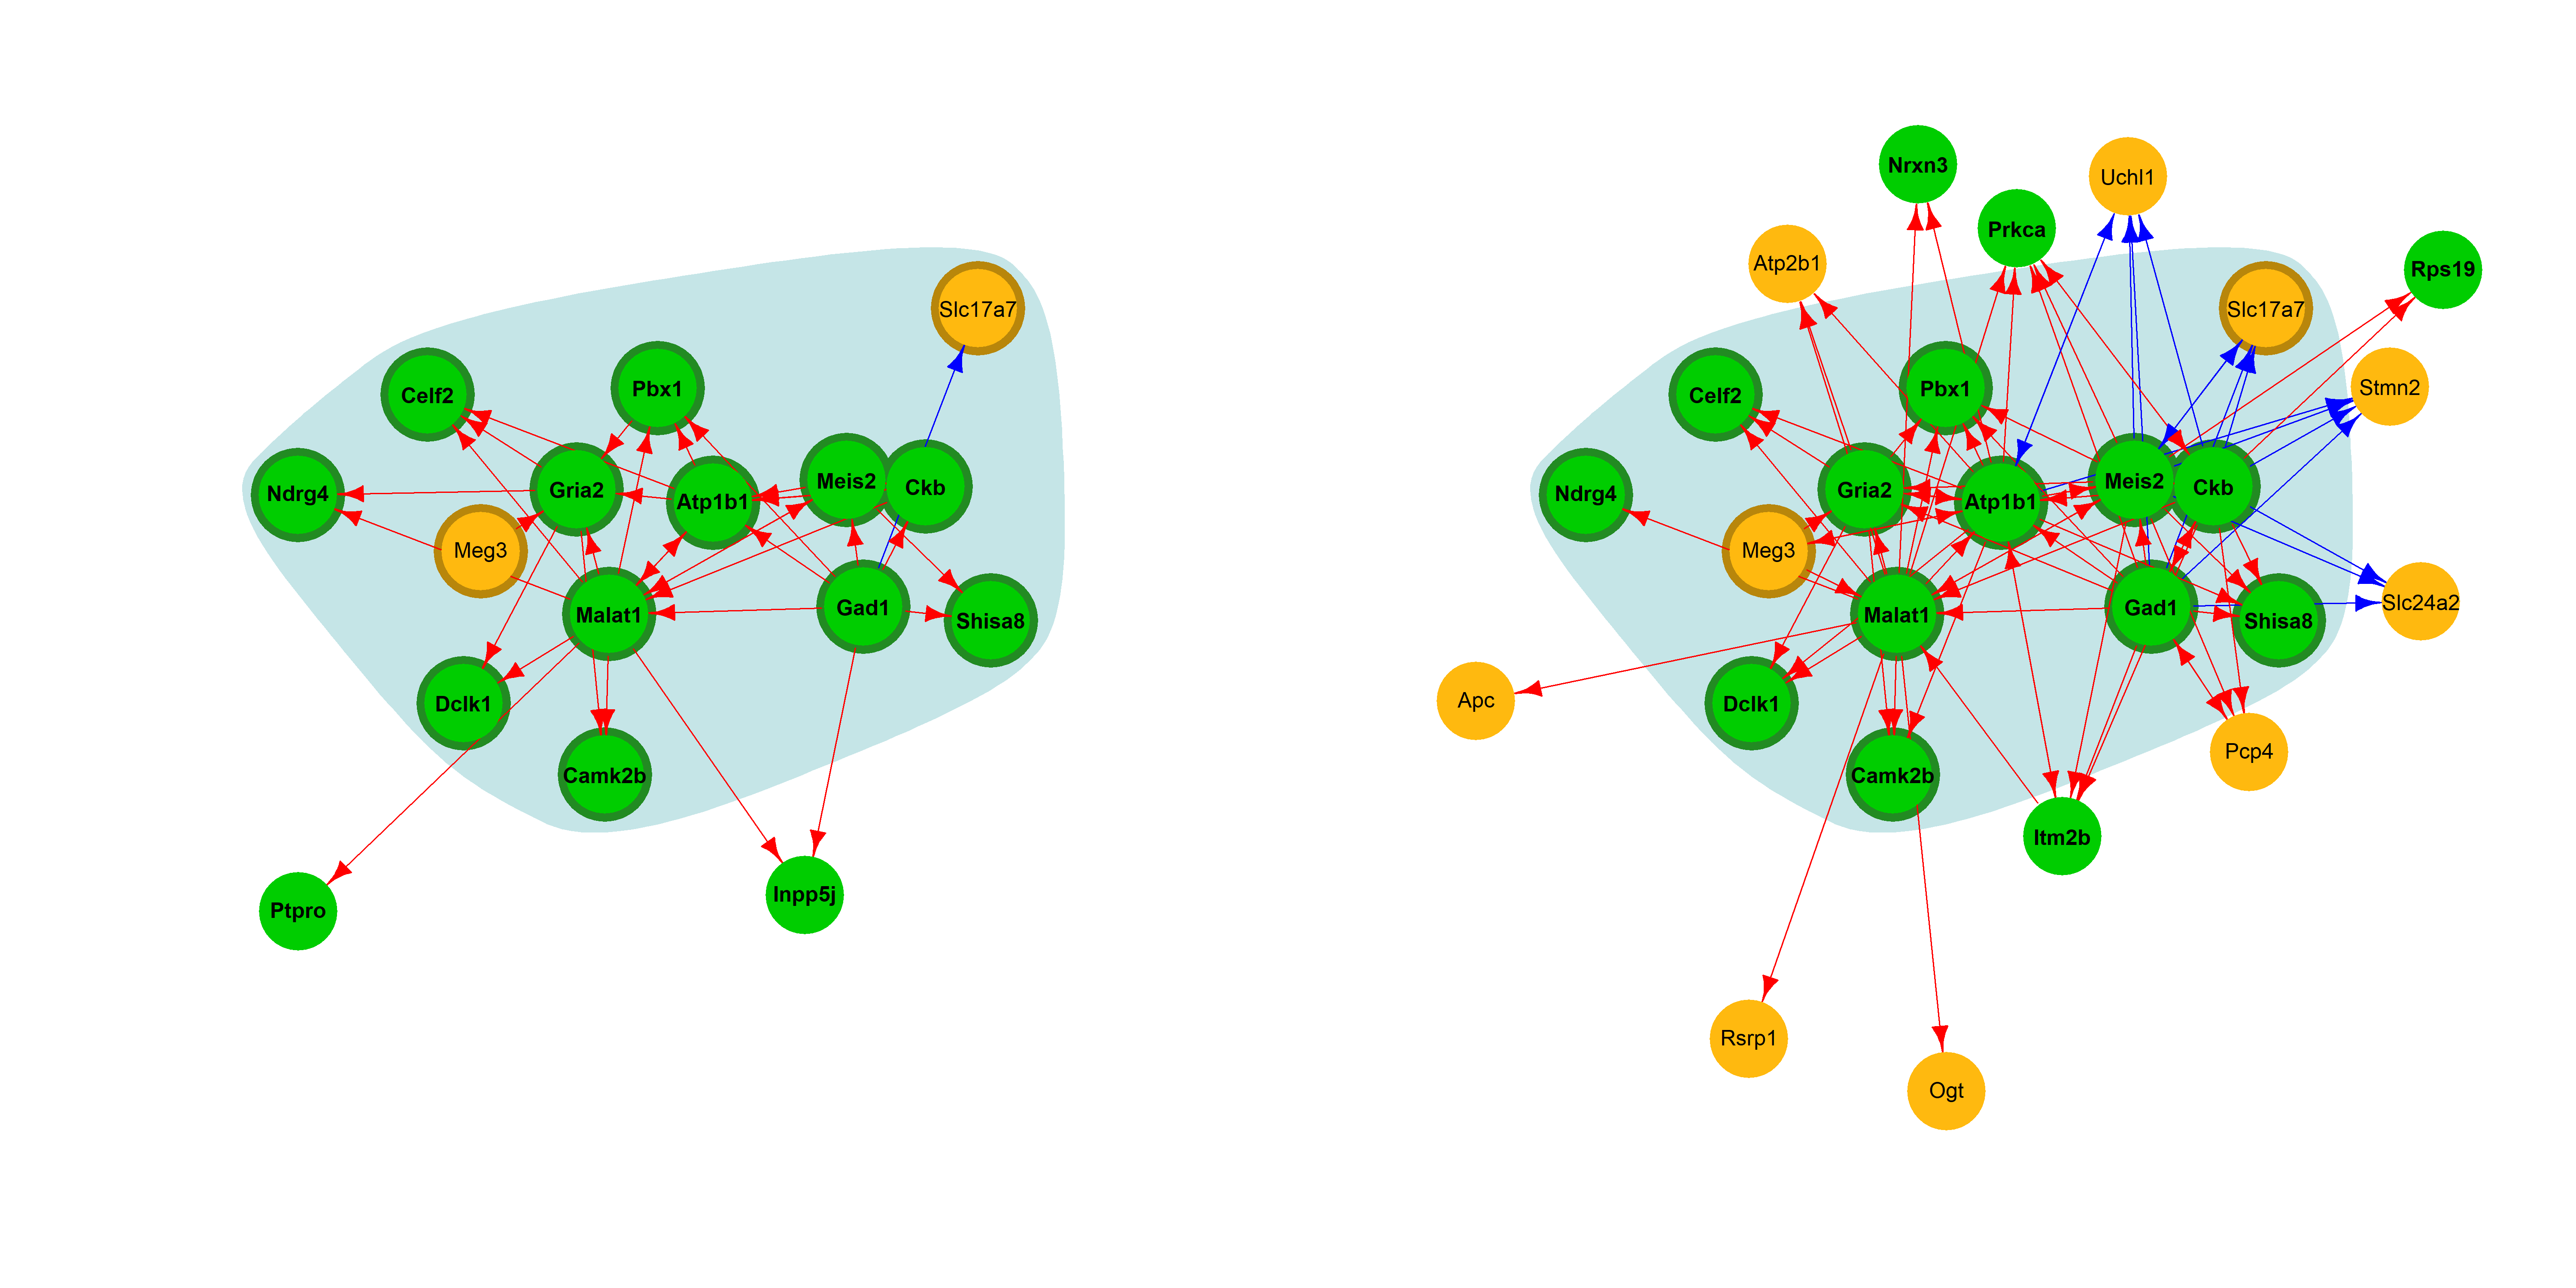 Slc17a7
Pbx1
Celf2
Meis2
Ckb
Gria2
Ndrg4
Atp1b1
Meg3
Gad1
Malat1
Shisa8
Dclk1
Camk2b
Inpp5j
Ptpro
Nrxn3
Uchl1
Prkca
Atp2b1
Rps19
Slc17a7
Stmn2
Pbx1
Celf2
Meis2
Ckb
Gria2
Ndrg4
Atp1b1
Meg3
Slc24a2
Gad1
Malat1
Shisa8
Apc
Dclk1
Pcp4
Camk2b
Itm2b
Rsrp1
Ogt